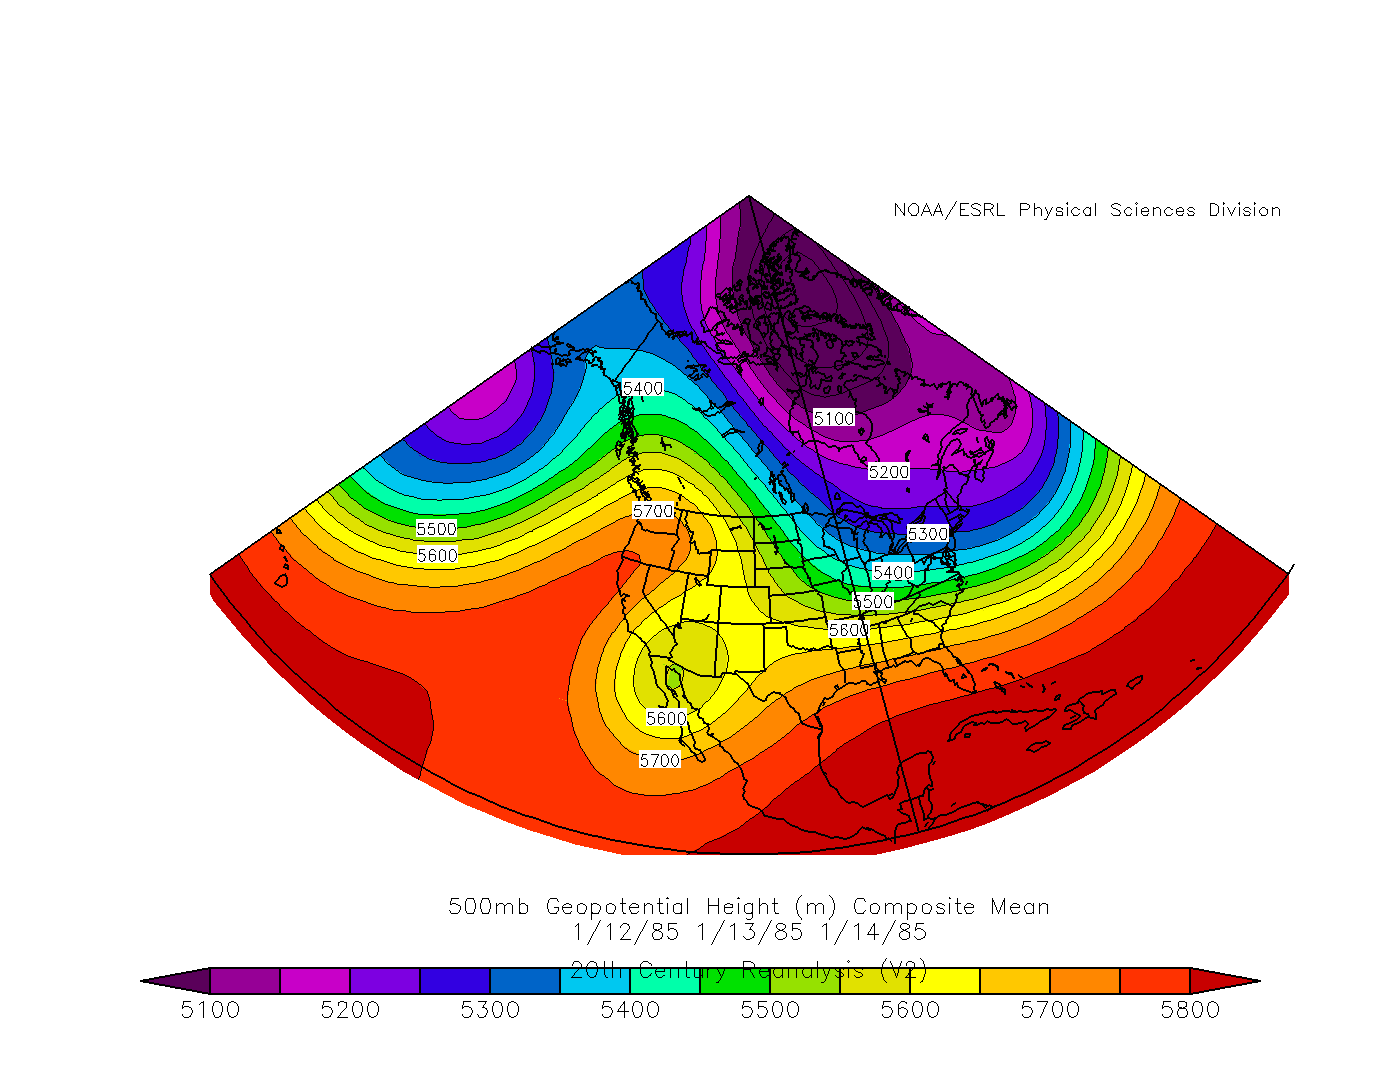 NOAA/ESRL Physical Sciences Division
5400
5100
5200
5700
5500
5300
5600
5400
5500
5600
5600
5700
500mb Geopotential Height (m) Composite Mean
1/12/85 1/13/85 1/14/85
20th Century Reanalysis (V2)
5100 5200 5300 5400 5500 5600 5700 5800